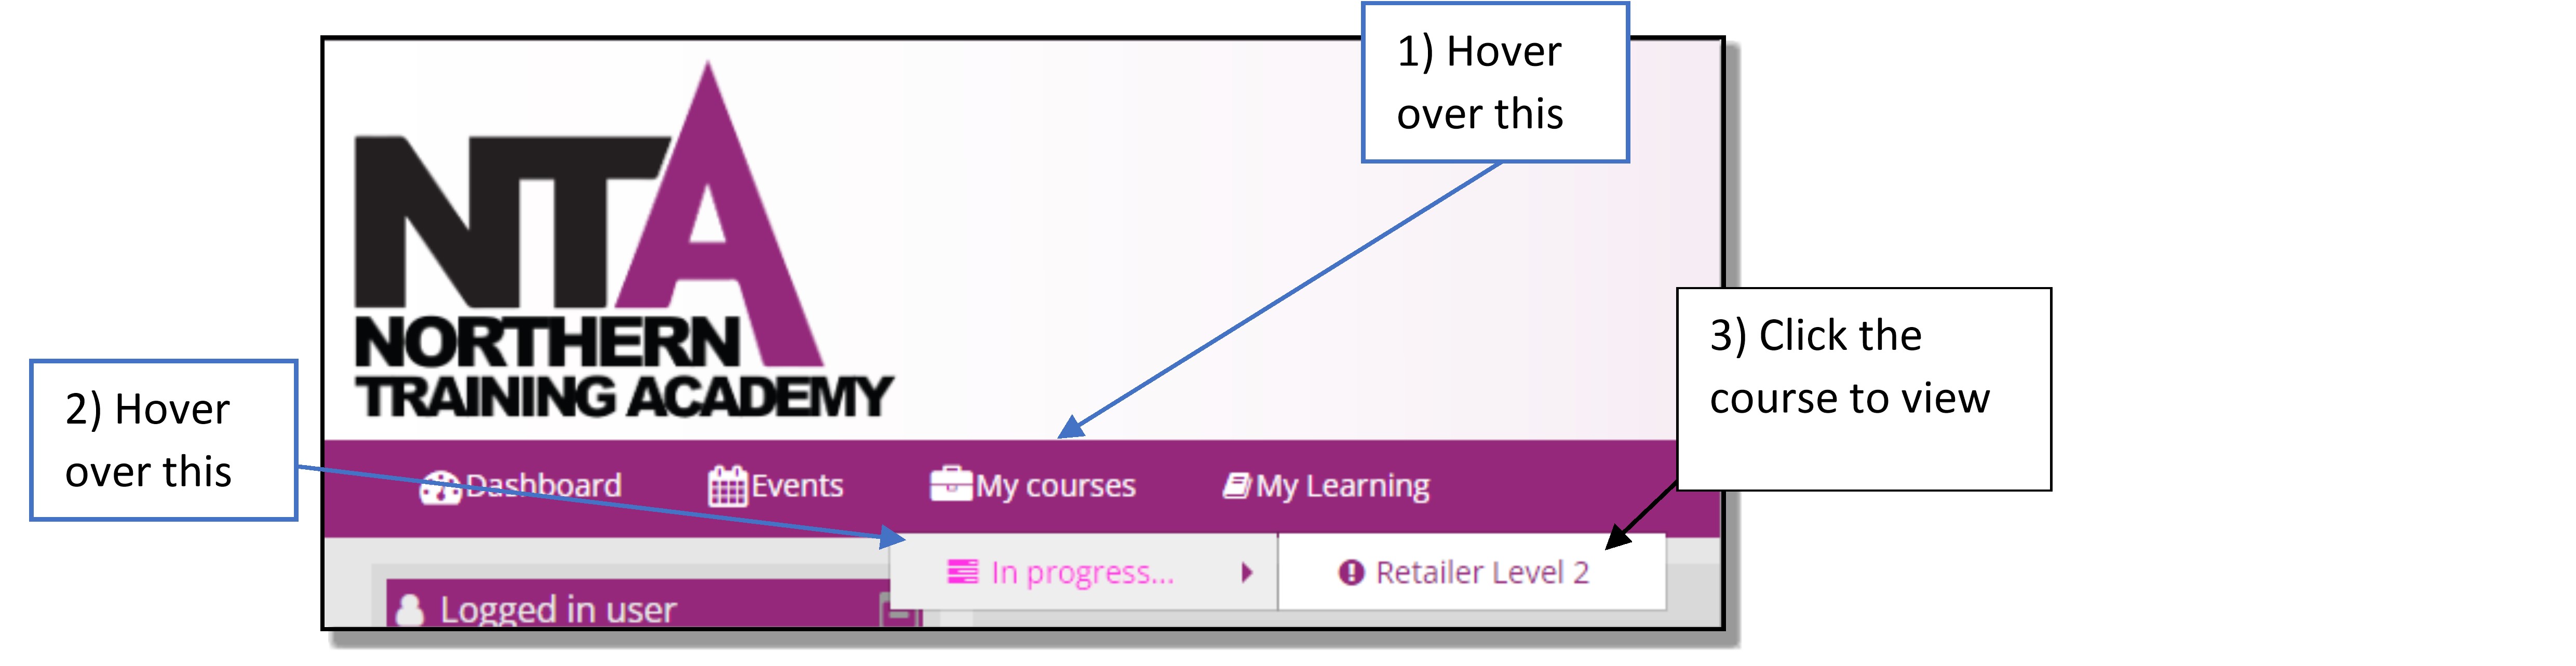 1) Hover
over this
NTA
NORTHERN
TRAINING ACADEMY
3) Click the
course to view
2) Hover
over this
Dashboard Events My courses My Learning
In progress... Retailer Level 2
Logged in user